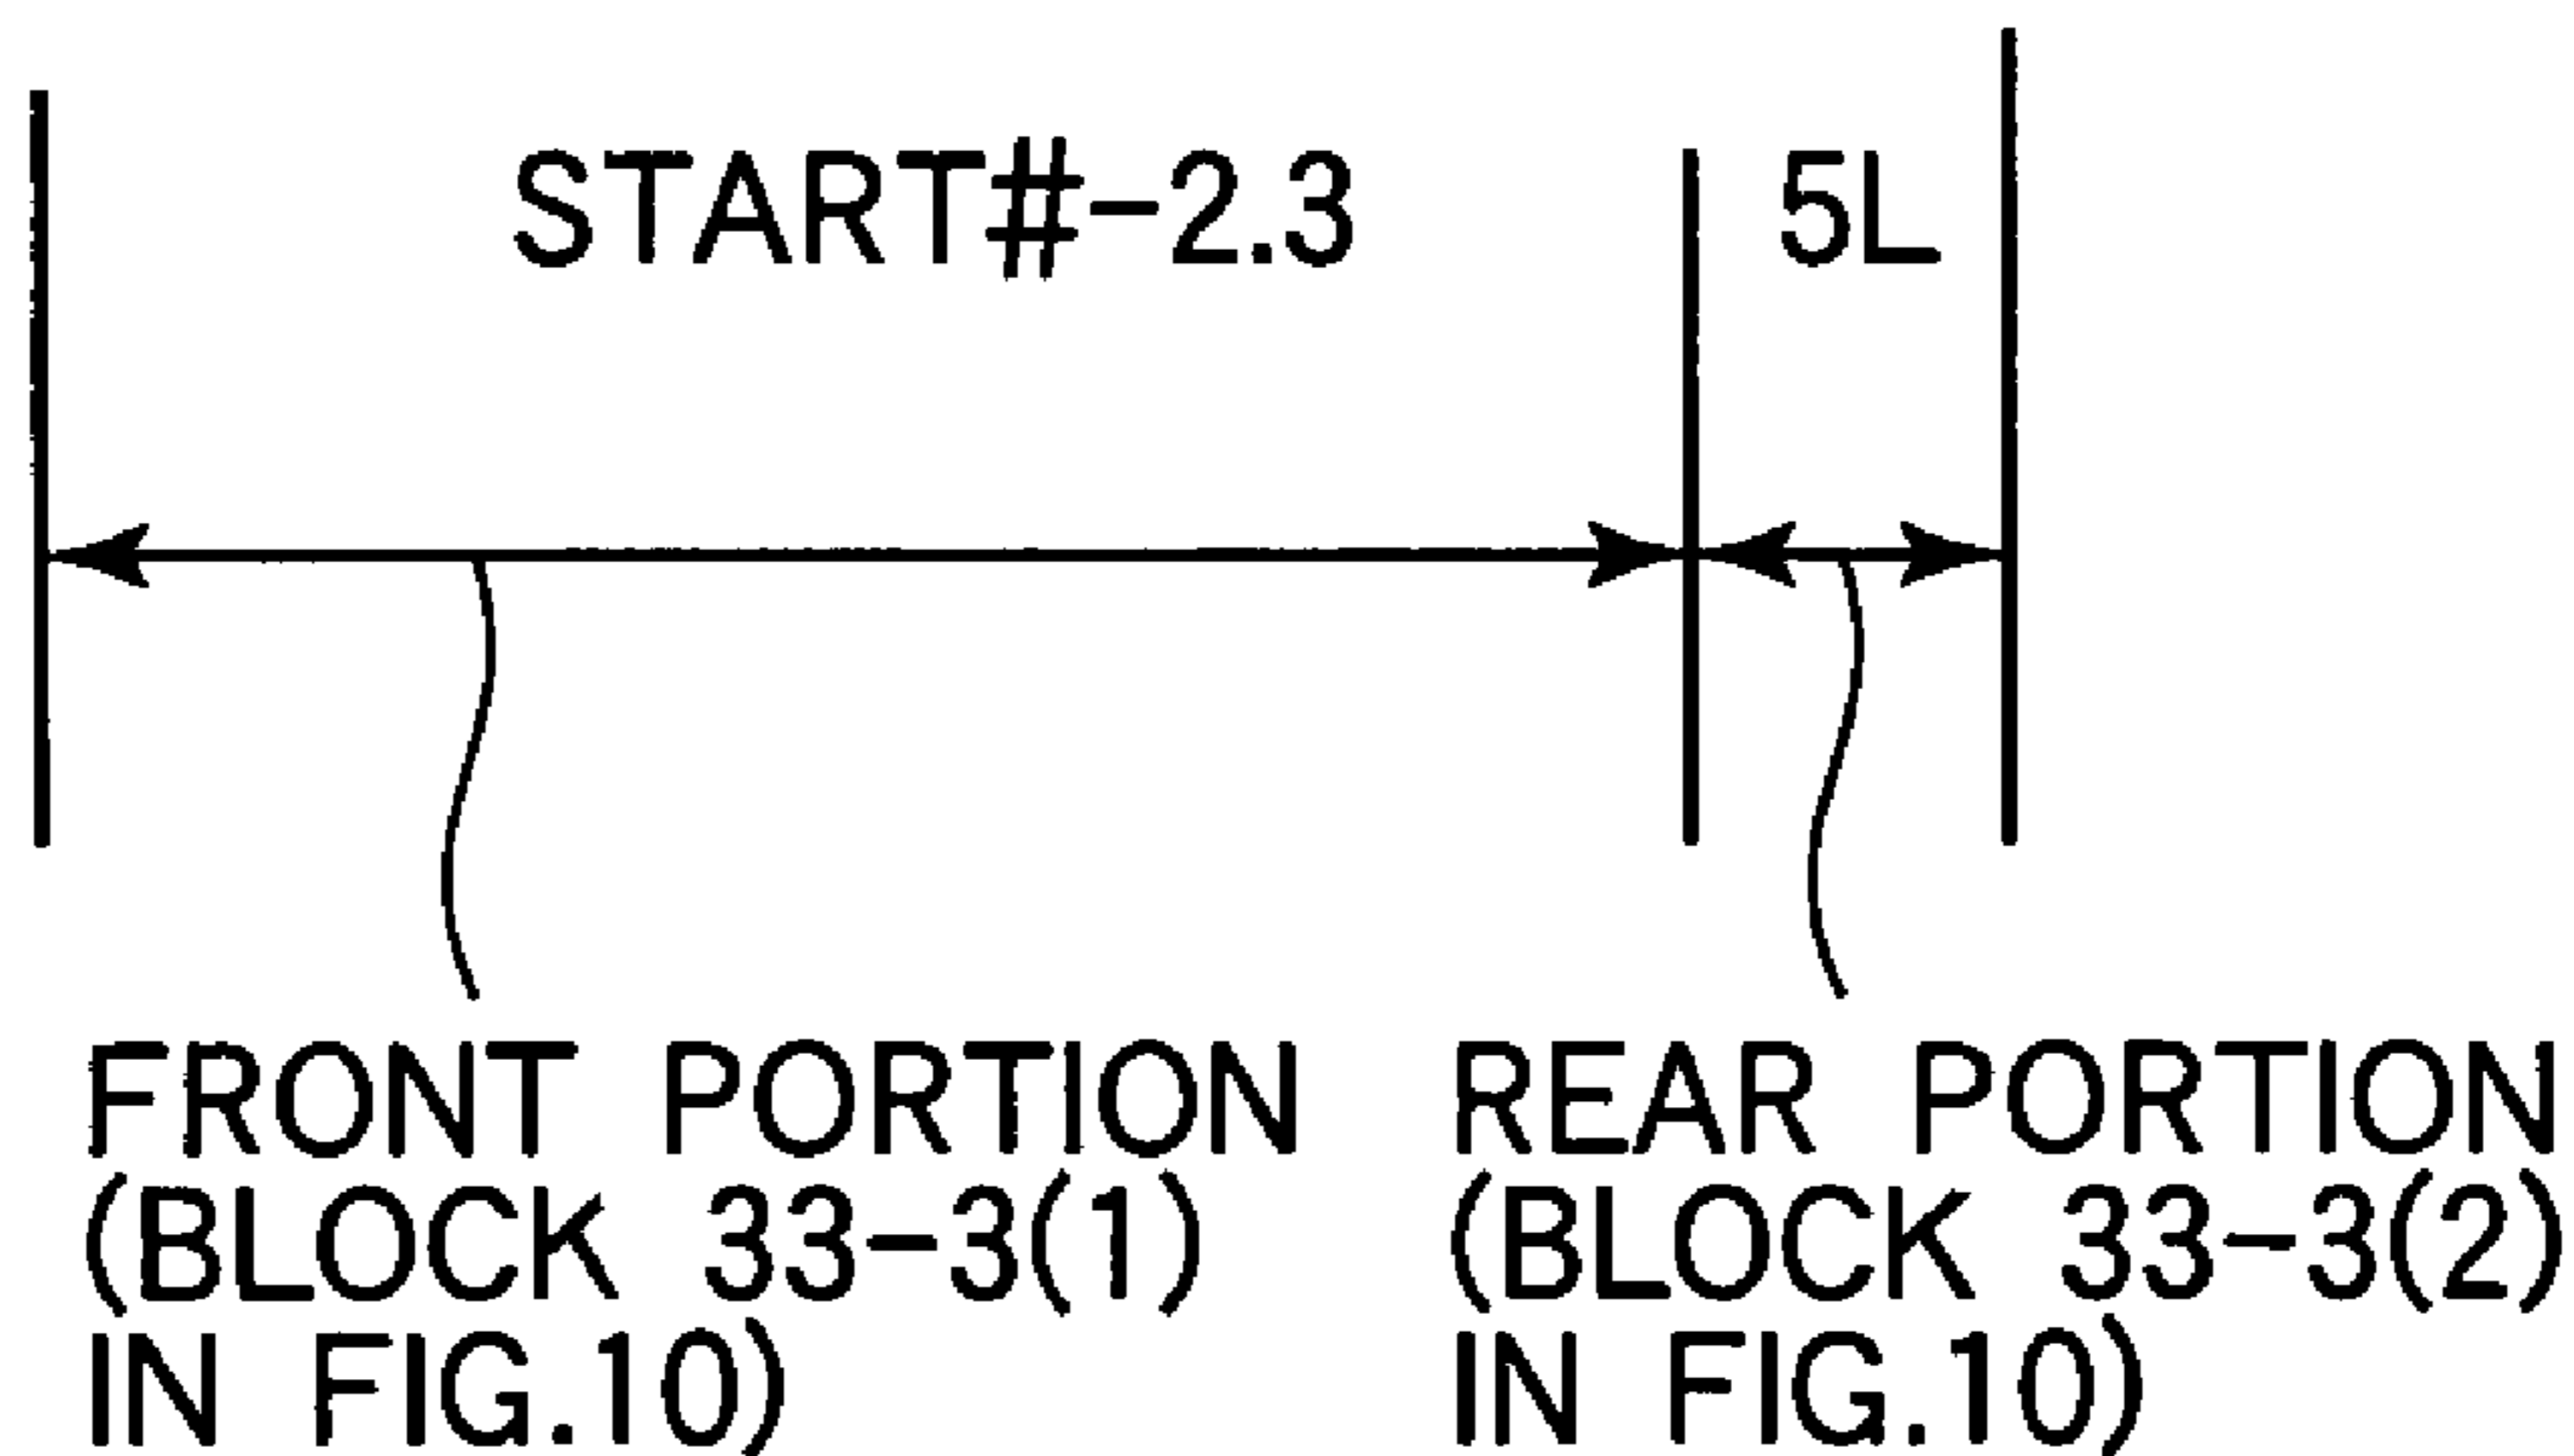 START#-2.3 5L
FRONT PORTION
(BLOCK 33-3(1)
IN FIG.10)
REAR PORTION
(BLOCK 33-3(2)
IN FIG.10)